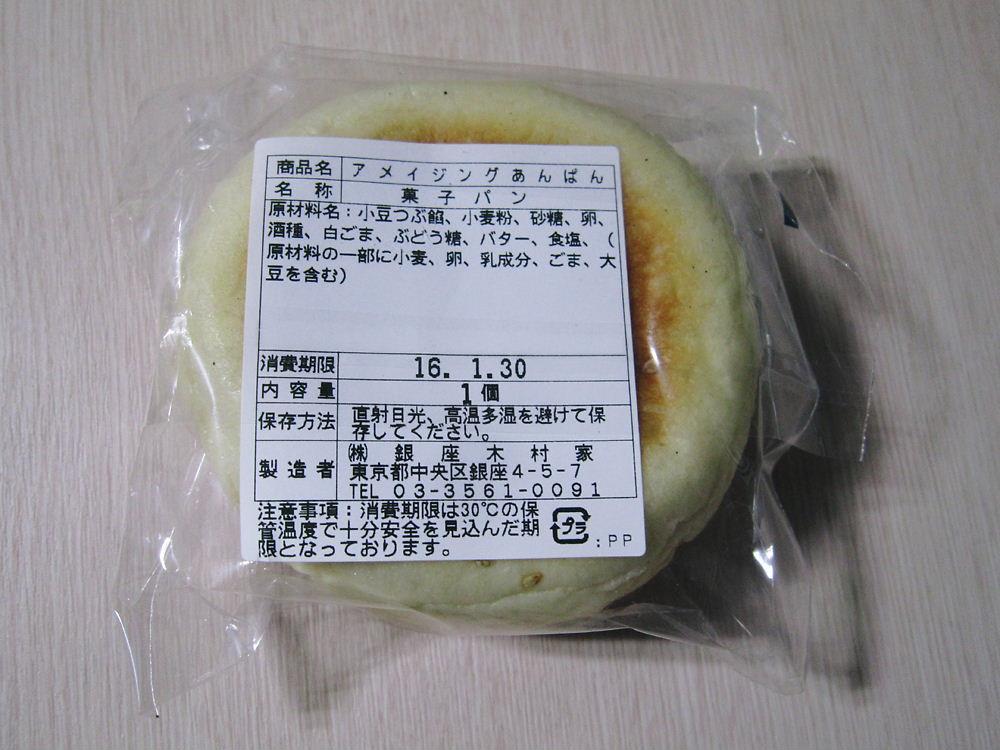 商品名 アメイジングあんぱん
名称 菓子パン
原材料名：小豆つぶ餡、小麦粉、砂糖、卵、
酒種、白ごま、ぶどう糖、バター、食塩、（
原材料の一部に小麦、卵、乳成分、ごま、大
豆を含む）
消費期限 16. 1.30
内容量 1個
保存方法 直射日光、高温多湿を避けて保
存してください。
製造者 ㈱銀座木村家
東京都中央区銀座4-5-7
TEL 03-3561-0091
注意事項：消費期限は30℃の保
管温度で十分安全を見込んだ期
限となっております。
プラ :PP